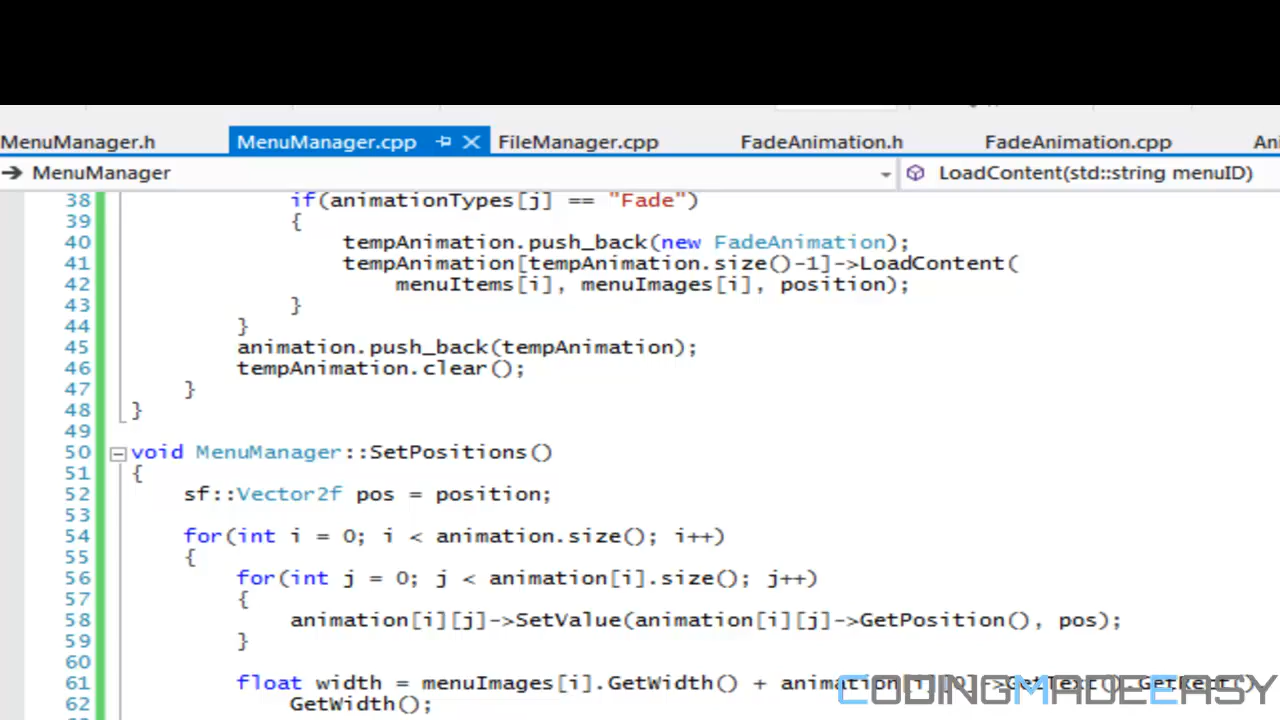 MenuManager.h MenuManager.cpp FileManager.cpp FadeAnimation.h FadeAnimation.cpp
MenuManager LoadContent(std::string menuID)
38 if(animationTypes[j] == "Fade")
39 {
40 tempAnimation.push_back(new FadeAnimation);
41 tempAnimation[tempAnimation.size()-1]->LoadContent(
42 menuItems[i], menuImages[i], position);
43 }
44 }
45 animation.push_back(tempAnimation);
46 tempAnimation.clear();
47 }
48 }
49
50 void MenuManager::SetPositions()
51 {
52 sf::Vector2f pos = position;
53
54 for(int i = 0; i < animation.size(); i++)
55 {
56 for(int j = 0; j < animation[i].size(); j++)
57 {
58 animation[i][j]->SetValue(animation[i][j]->GetPosition(), pos);
59 }
60
61 float width = menuImages[i].GetWidth() + animation[i][0]->GetText().GetRect().
62 GetWidth();
CODINGMADEEASY